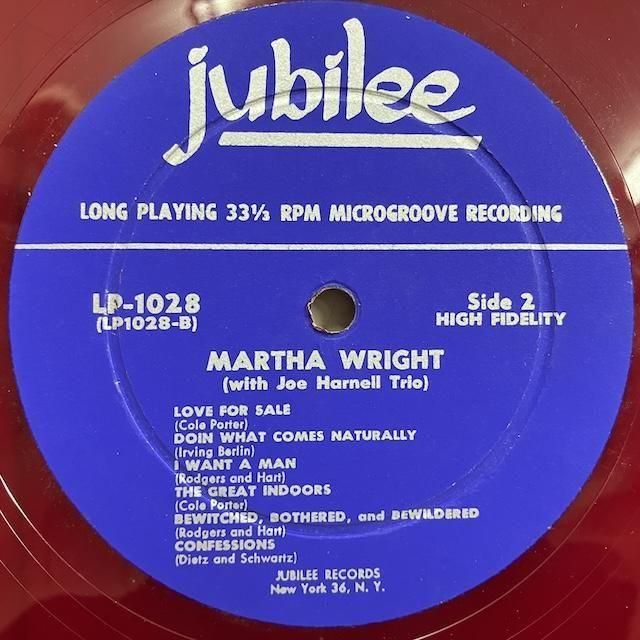 jubilee
LONG PLAYING 33⅓ RPM MICROGROOVE RECORDING
LP-1028
(LP1028-B)
Side 2
HIGH FIDELITY
MARTHA WRIGHT
(with Joe Harnell Trio)
LOVE FOR SALE
(Cole Porter)
DOIN WHAT COMES NATURALLY
(Irving Berlin)
I WANT A MAN
(Rodgers and Hart)
THE GREAT INDOORS
(Cole Porter)
BEWITCHED, BOTHERED, and BEWILDERED
(Rodgers and Hart)
CONFESSIONS
(Dietz and Schwartz)
JUBILEE RECORDS
New York 36, N. Y.